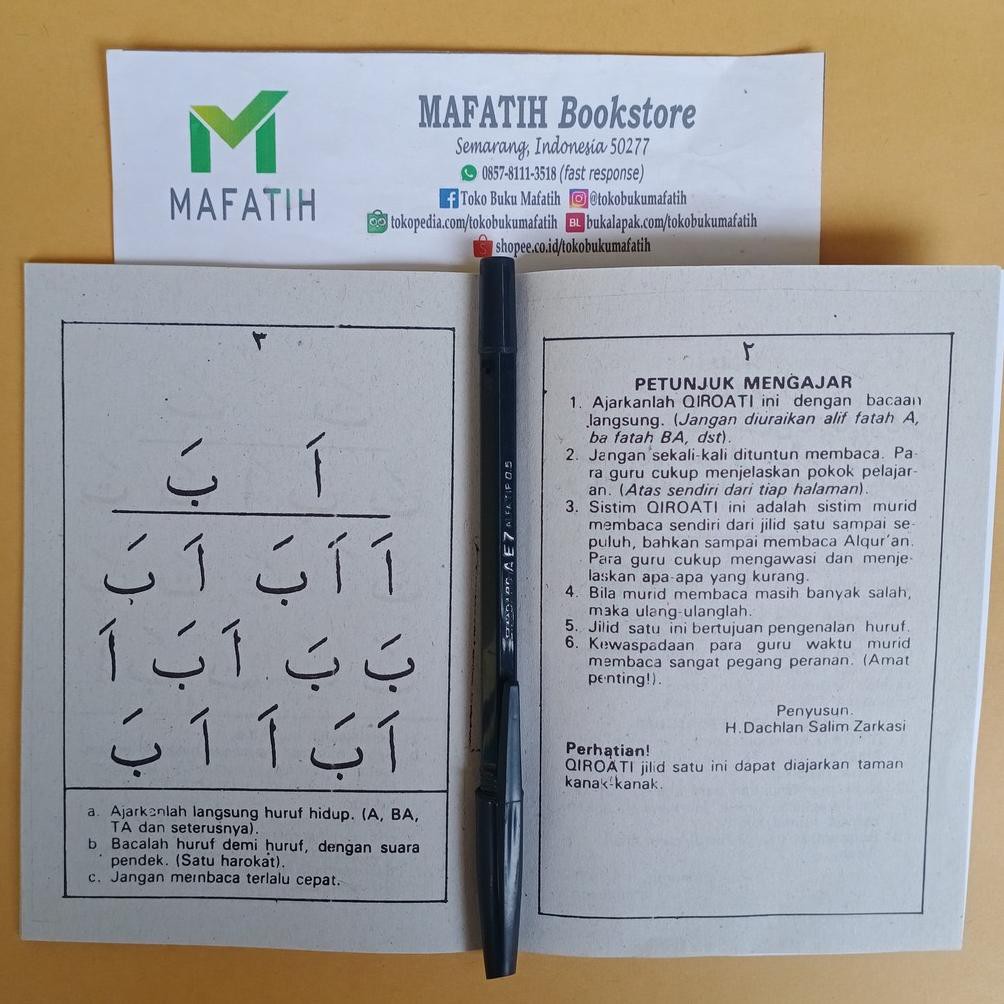 M
MAFATIH
MAFATIH Bookstore
Semarang, Indonesia 50277
0857-8111-3518 (fast response)
Toko Buku Mafatih @tokobukumafatih
tokopedia.com/tokobukumafatih BL bukalapak.com/tokobukumafatih
shopee.co.id/tokobukumafatih
AE7 0.5
٢
PETUNJUK MENGAJAR
1. Ajarkanlah QIROATI ini dengan bacaan
langsung. (Jangan diuraikan alif fatah A,
ba fatah BA, dst).
2. Jangan sekali-kali dituntun membaca. Pa-
ra guru cukup menjelaskan pokok pelajar-
an. (Atas sendiri dari tiap halaman).
3. Sistim QIROATI ini adalah sistim murid
membaca sendiri dari jilid satu sampai se-
puluh, bahkan sampai membaca Alqur'an.
Para guru cukup mengawasi dan menje-
laskan apa-apa yang kurang.
4. Bila murid membaca masih banyak salah,
maka ulang-ulanglah.
5. Jilid satu ini bertujuan pengenalan huruf.
6. Kewaspadaan para guru waktu murid
membaca sangat pegang peranan. (Amat
penting!).
Penyusun.
H.Dachlan Salim Zarkasi
Perhatian!
QIROATI jilid satu ini dapat diajarkan taman
kanak-kanak.
٣
اَ بَ
اَ اَ بَ اَ بَ
بَ بَ اَ بَ اَ
اَ بَ اَ اَ بَ
a. Ajarkanlah langsung huruf hidup. (A, BA,
TA dan seterusnya).
b Bacalah huruf demi huruf, dengan suara
pendek. (Satu harokat).
c. Jangan membaca terlalu cepat.